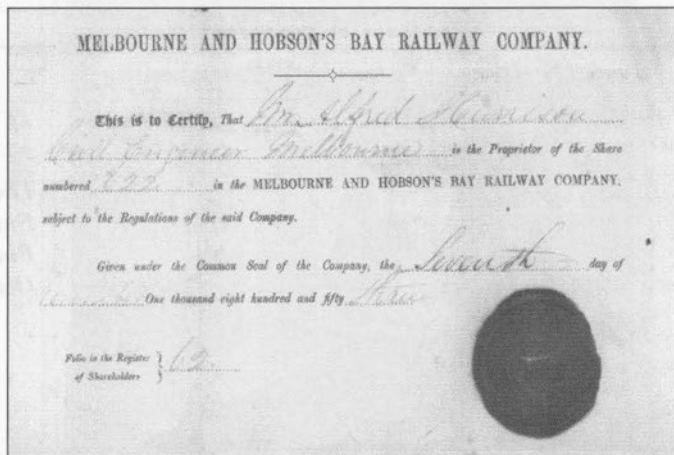 MELBOURNE AND HOBSON'S BAY RAILWAY COMPANY.
This is to Certify, That Wm. Alfred
Civil Engineer Melbourne is the Proprietor of the Share
numbered 822 in the MELBOURNE AND HOBSON'S BAY RAILWAY COMPANY,
subject to the Regulations of the said Company.
Given under the Common Seal of the Company, the Seventh day of
One thousand eight hundred and fifty three
Folio in the Register
of Shareholders } 62